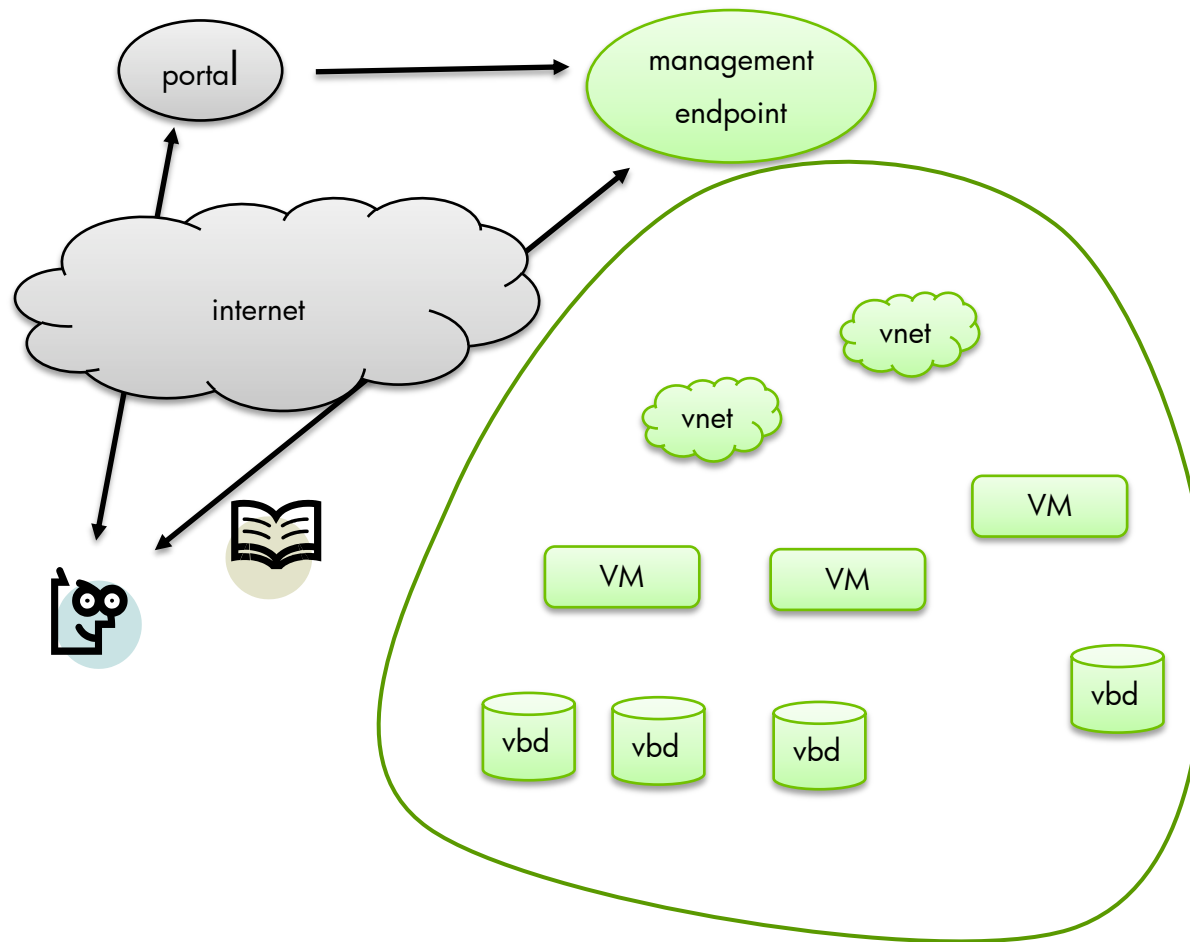 portal
management
endpoint
internet
vnet
vnet
VM
VM
VM
vbd
vbd
vbd
vbd